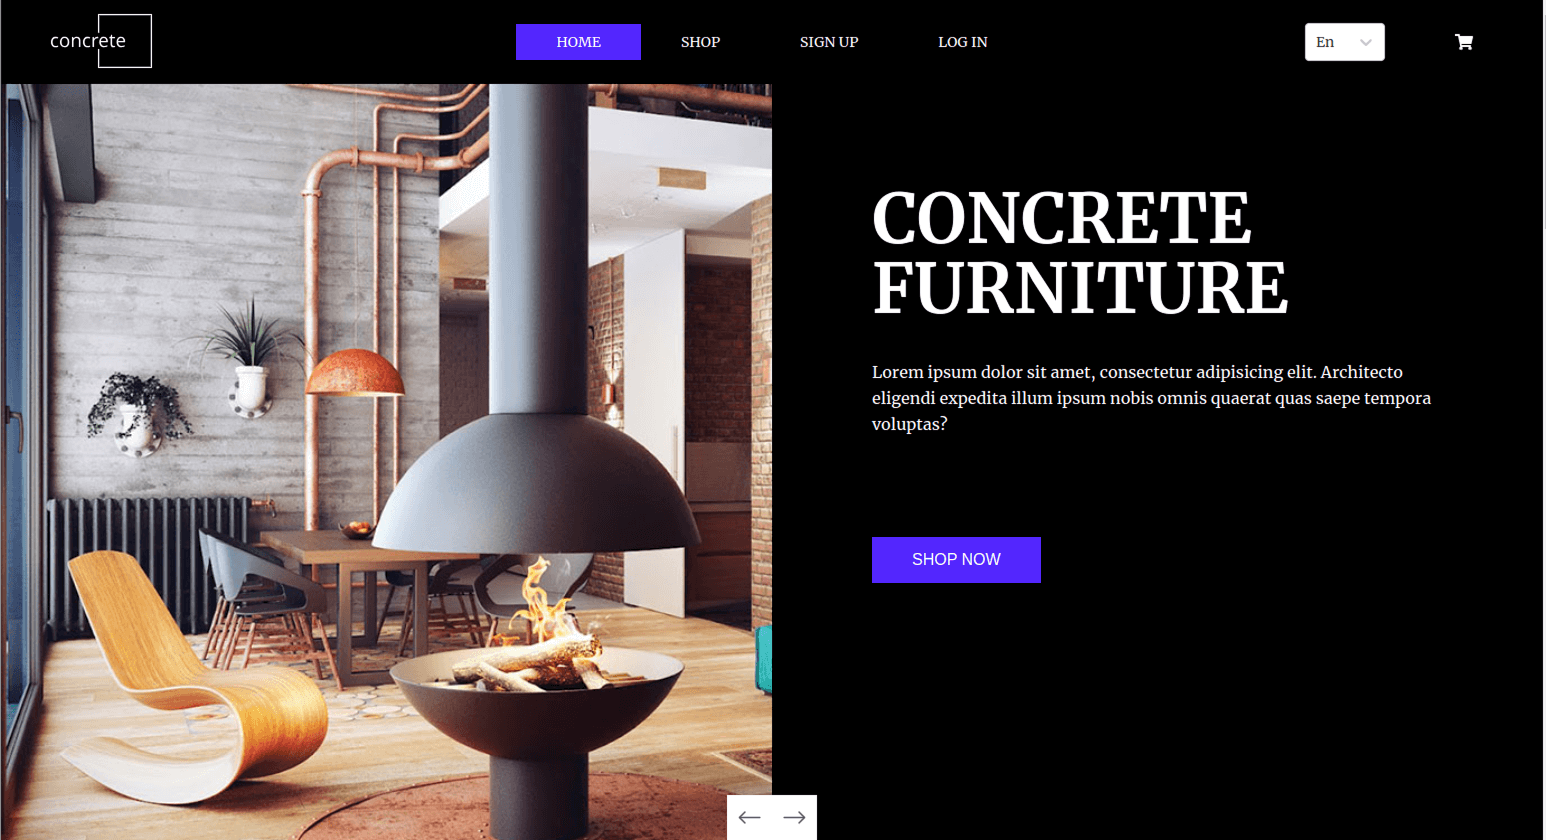 concrete
HOME
SHOP
SIGN UP
LOG IN
En
CONCRETE
FURNITURE
Lorem ipsum dolor sit amet, consectetur adipisicing elit. Architecto
eligendi expedita illum ipsum nobis omnis quaerat quas saepe tempora
voluptas?
SHOP NOW